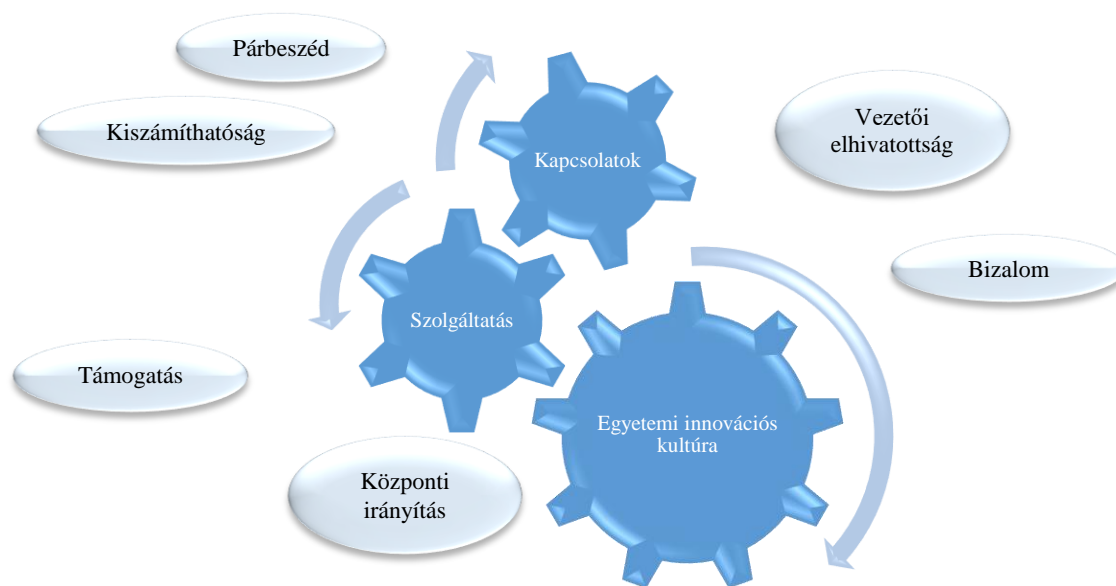 Párbeszéd
Kiszámíthatóság
Kapcsolatok
Vezetői
elhivatottság
Bizalom
Szolgáltatás
Támogatás
Egyetemi innovációs
kultúra
Központi
irányítás